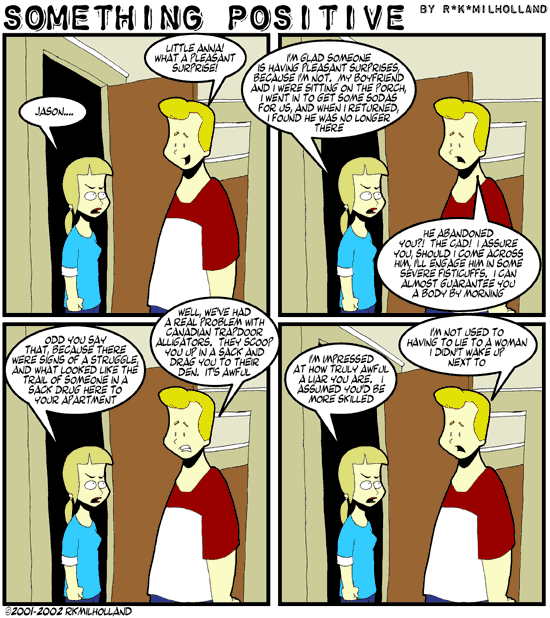 SOMETHING POSITIVE BY R*K*MILHOLLAND
JASON....
LITTLE ANNA!
WHAT A PLEASANT
SURPRISE!
I'M GLAD SOMEONE
IS HAVING PLEASANT SURPRISES,
BECAUSE I'M NOT. MY BOYFRIEND
AND I WERE SITTING ON THE PORCH,
I WENT IN TO GET SOME SODAS
FOR US, AND WHEN I RETURNED,
I FOUND HE WAS NO LONGER
THERE
HE ABANDONED
YOU?! THE CAD! I ASSURE
YOU, SHOULD I COME ACROSS
HIM, I'LL ENGAGE HIM IN SOME
SEVERE FISTICUFFS. I CAN
ALMOST GUARANTEE YOU
A BODY BY MORNING
ODD YOU SAY
THAT, BECAUSE THERE
WERE SIGNS OF A STRUGGLE,
AND WHAT LOOKED LIKE THE
TRAIL OF SOMEONE IN A
SACK DRUG HERE TO
YOUR APARTMENT
WELL, WE'VE HAD
A REAL PROBLEM WITH
CANADIAN TRAPDOOR
ALLIGATORS. THEY SCOOP
YOU UP IN A SACK AND
DRAG YOU TO THEIR
DEN. IT'S AWFUL
I'M IMPRESSED
AT HOW TRULY AWFUL
A LIAR YOU ARE. I
ASSUMED YOU'D BE
MORE SKILLED
I'M NOT USED TO
HAVING TO LIE TO A WOMAN
I DIDN'T WAKE UP
NEXT TO
©2001-2002 RKMILHOLLAND